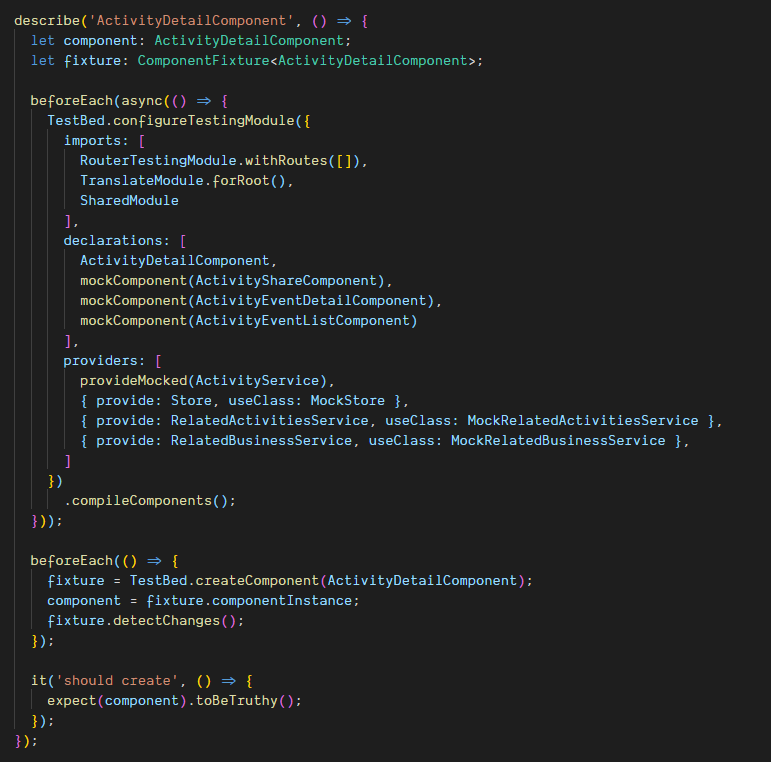 describe('ActivityDetailComponent', () => {
  let component: ActivityDetailComponent;
  let fixture: ComponentFixture<ActivityDetailComponent>;

  beforeEach(async(() => {
    TestBed.configureTestingModule({
      imports: [
        RouterTestingModule.withRoutes([]),
        TranslateModule.forRoot(),
        SharedModule
      ],
      declarations: [
        ActivityDetailComponent,
        mockComponent(ActivityShareComponent),
        mockComponent(ActivityEventDetailComponent),
        mockComponent(ActivityEventListComponent)
      ],
      providers: [
        provideMocked(ActivityService),
        { provide: Store, useClass: MockStore },
        { provide: RelatedActivitiesService, useClass: MockRelatedActivitiesService },
        { provide: RelatedBusinessService, useClass: MockRelatedBusinessService },
      ]
    })
      .compileComponents();
  }));

  beforeEach(() => {
    fixture = TestBed.createComponent(ActivityDetailComponent);
    component = fixture.componentInstance;
    fixture.detectChanges();
  });

  it('should create', () => {
    expect(component).toBeTruthy();
  });
});